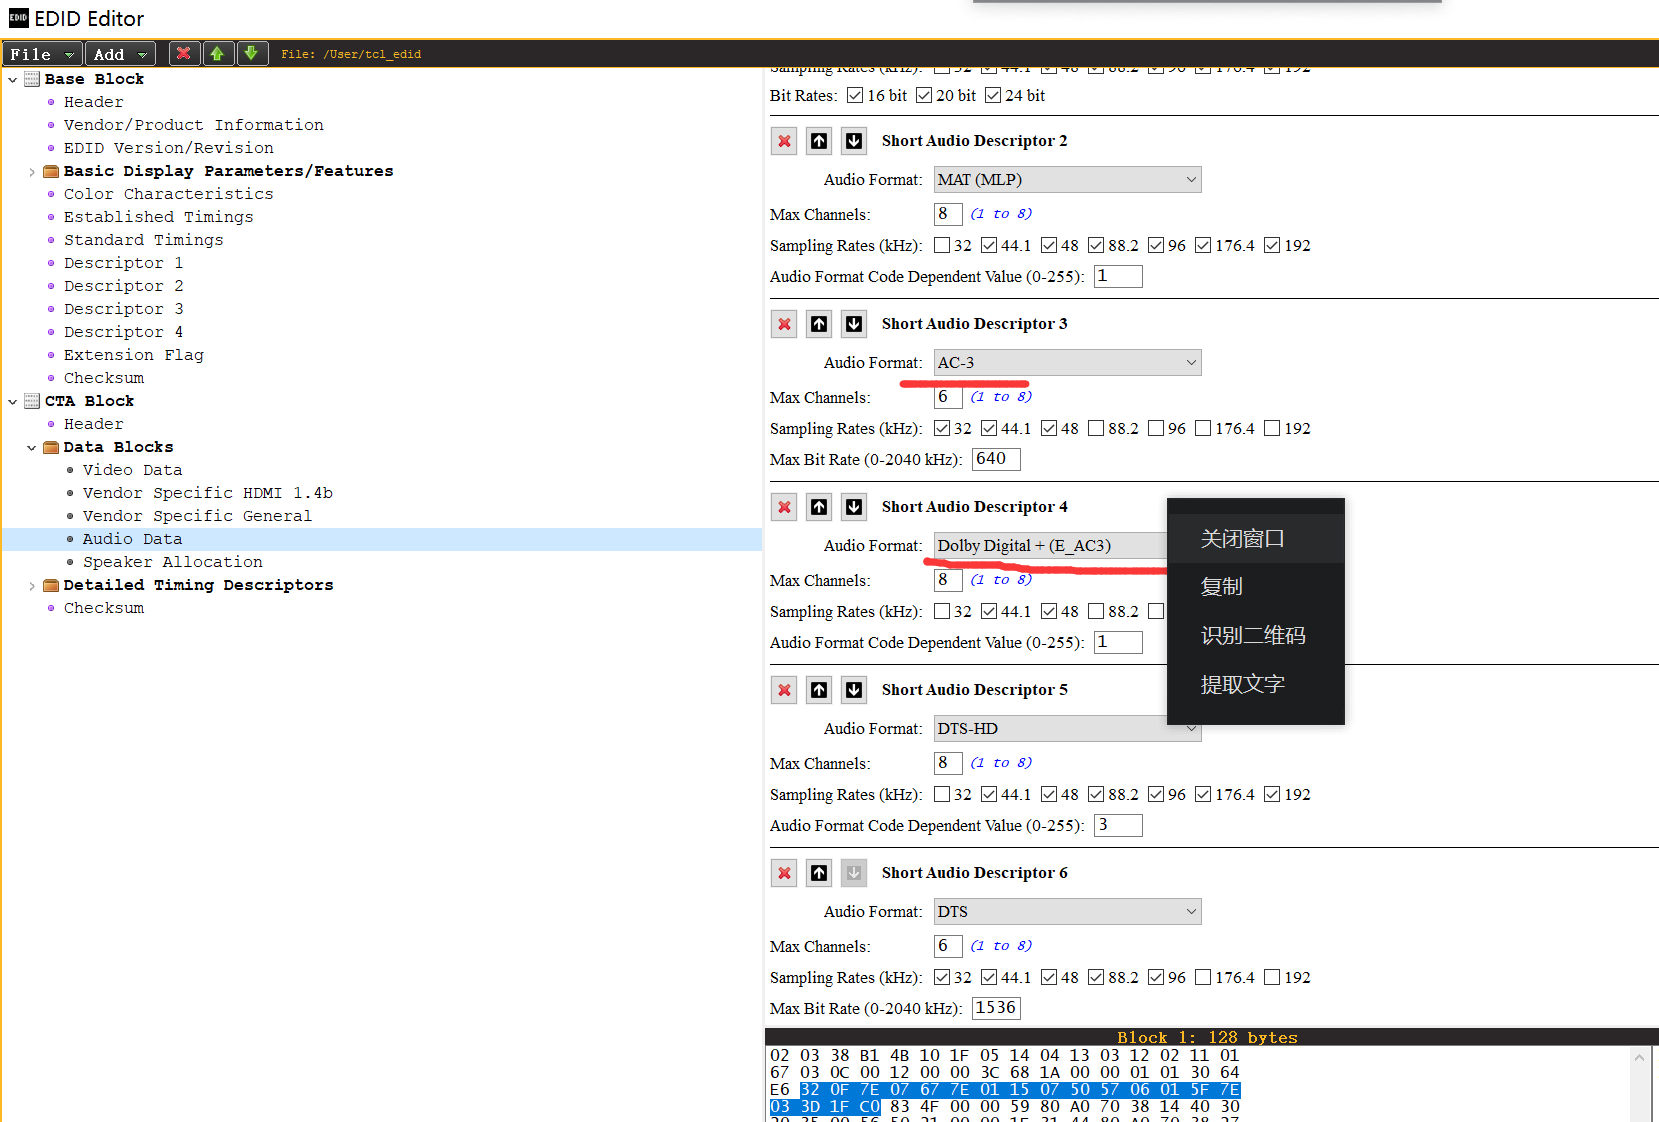 EDID EDID Editor
File Add File: /User/tcl_edid
Base Block
Header
Vendor/Product Information
EDID Version/Revision
Basic Display Parameters/Features
Color Characteristics
Established Timings
Standard Timings
Descriptor 1
Descriptor 2
Descriptor 3
Descriptor 4
Extension Flag
Checksum
CTA Block
Header
Data Blocks
Video Data
Vendor Specific HDMI 1.4b
Vendor Specific General
Audio Data
Speaker Allocation
Detailed Timing Descriptors
Checksum
Sampling Rates (kHz): 32 44.1 48 88.2 96 176.4 192
Bit Rates: 16 bit 20 bit 24 bit
Short Audio Descriptor 2
Audio Format: MAT (MLP)
Max Channels: 8 (1 to 8)
Sampling Rates (kHz): 32 44.1 48 88.2 96 176.4 192
Audio Format Code Dependent Value (0-255): 1
Short Audio Descriptor 3
Audio Format: AC-3
Max Channels: 6 (1 to 8)
Sampling Rates (kHz): 32 44.1 48 88.2 96 176.4 192
Max Bit Rate (0-2040 kHz): 640
Short Audio Descriptor 4
Audio Format: Dolby Digital + (E_AC3)
Max Channels: 8 (1 to 8)
Sampling Rates (kHz): 32 44.1 48 88.2
Audio Format Code Dependent Value (0-255): 1
关闭窗口
复制
识别二维码
提取文字
Short Audio Descriptor 5
Audio Format: DTS-HD
Max Channels: 8 (1 to 8)
Sampling Rates (kHz): 32 44.1 48 88.2 96 176.4 192
Audio Format Code Dependent Value (0-255): 3
Short Audio Descriptor 6
Audio Format: DTS
Max Channels: 6 (1 to 8)
Sampling Rates (kHz): 32 44.1 48 88.2 96 176.4 192
Max Bit Rate (0-2040 kHz): 1536
Block 1: 128 bytes
02 03 38 B1 4B 10 1F 05 14 04 13 03 12 02 11 01
67 03 0C 00 12 00 00 3C 68 1A 00 00 01 01 30 64
E6 32 0F 7E 07 67 7E 01 15 07 50 57 06 01 5F 7E
03 3D 1F C0 83 4F 00 00 59 80 A0 70 38 14 40 30